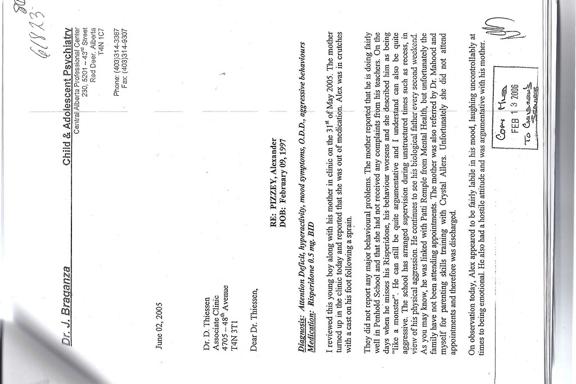 61823
Dr. J. Braganza
Child & Adolescent Psychiatry
Central Alberta Professional Center
290, 5201 – 43rd Street
Red Deer, Alberta
T4N 1C7
Phone: (403)314-3387
Fax: (403)314-9307
June 02, 2005
Dr. D. Thiessen
Associate Clinic
4705 – 48th Avenue
T4N 3T1
Dear Dr. Thiessen,
RE: PIZZEY, Alexander
DOB: February 09, 1997
Diagnosis: Attention Deficit, hyperactivity, mood symptoms, O.D.D., aggressive behaviours
Medication: Risperidone 0.5 mg. BID
I reviewed this young boy along with his mother in clinic on the 31st of May 2005. The mother
turned up in the clinic today and reported that she was out of medication. Alex was in crutches
with a cast on his foot following a sprain.
They did not report any major behavioural problems. The mother reported that he is doing fairly
well in Penhold School and that she had not received any complaints from his teachers. On the
days when he misses his Risperidone, his behaviour worsens and she described him as being
"like a monster". He can still be quite argumentative and I understand can also be quite
aggressive. The school has arranged supervision during unstructured times such as recess, in
view of his physical aggression. He continues to see his biological father every second weekend.
As you may know, he was linked with Patti Rempel from Mental Health, but unfortunately the
family have not been attending appointments. The mother was also referred by Dr. Mahood and
myself for parenting skills training with Crystal Allers. Unfortunately she did not attend
appointments and therefore was discharged.
On observation today, Alex appeared to be fairly labile in his mood, laughing uncontrollably at
times to being emotional. He also had a hostile attitude and was argumentative with his mother.
FEB 13 2006
To